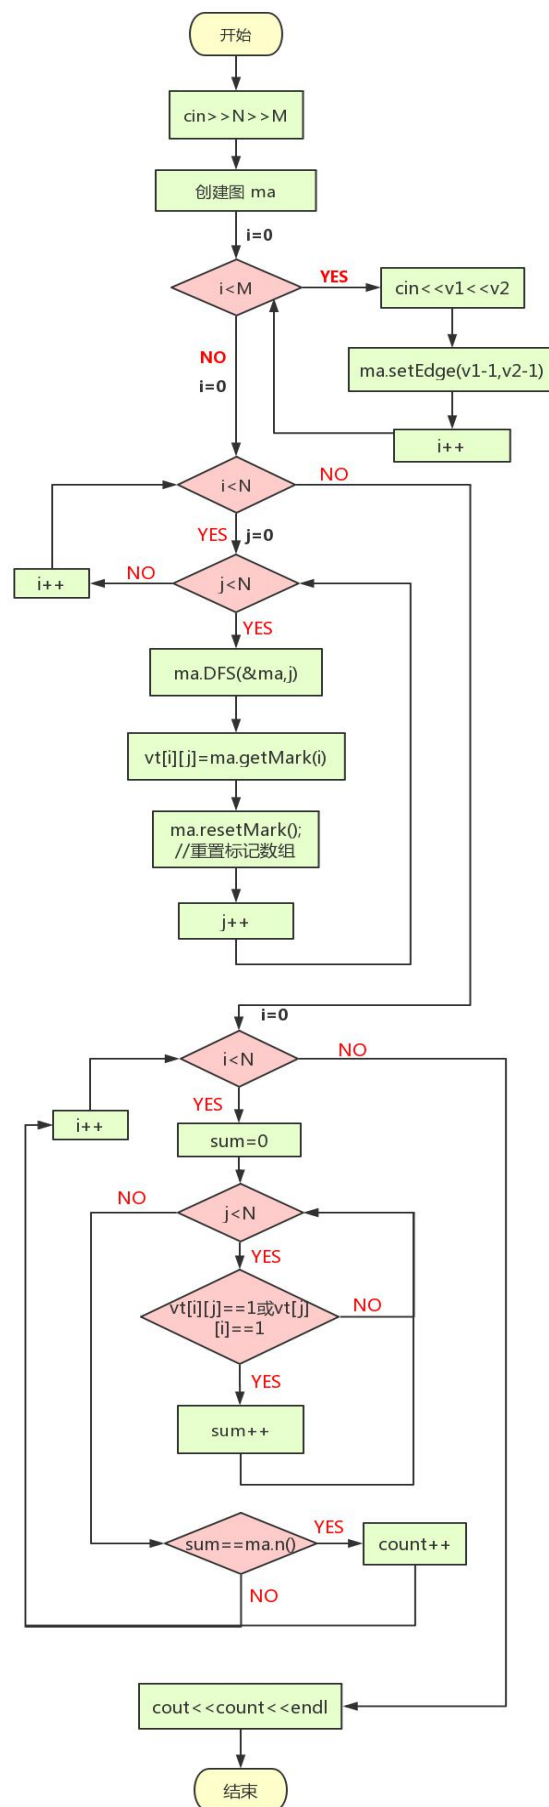 开始
cin>>N>>M
创建图 ma
i=0
i<M
YES
cin<<v1<<v2
ma.setEdge(v1-1,v2-1)
i++
NO
i=0
i<N
NO
YES
j=0
j<N
NO
i++
YES
ma.DFS(&ma,j)
vt[i][j]=ma.getMark(i)
ma.resetMark();
//重置标记数组
j++
i=0
i<N
NO
i++
YES
sum=0
j<N
NO
YES
vt[i][j]==1或vt[j]
[i]==1
NO
YES
sum++
sum==ma.n()
YES
count++
NO
cout<<count<<endl
结束